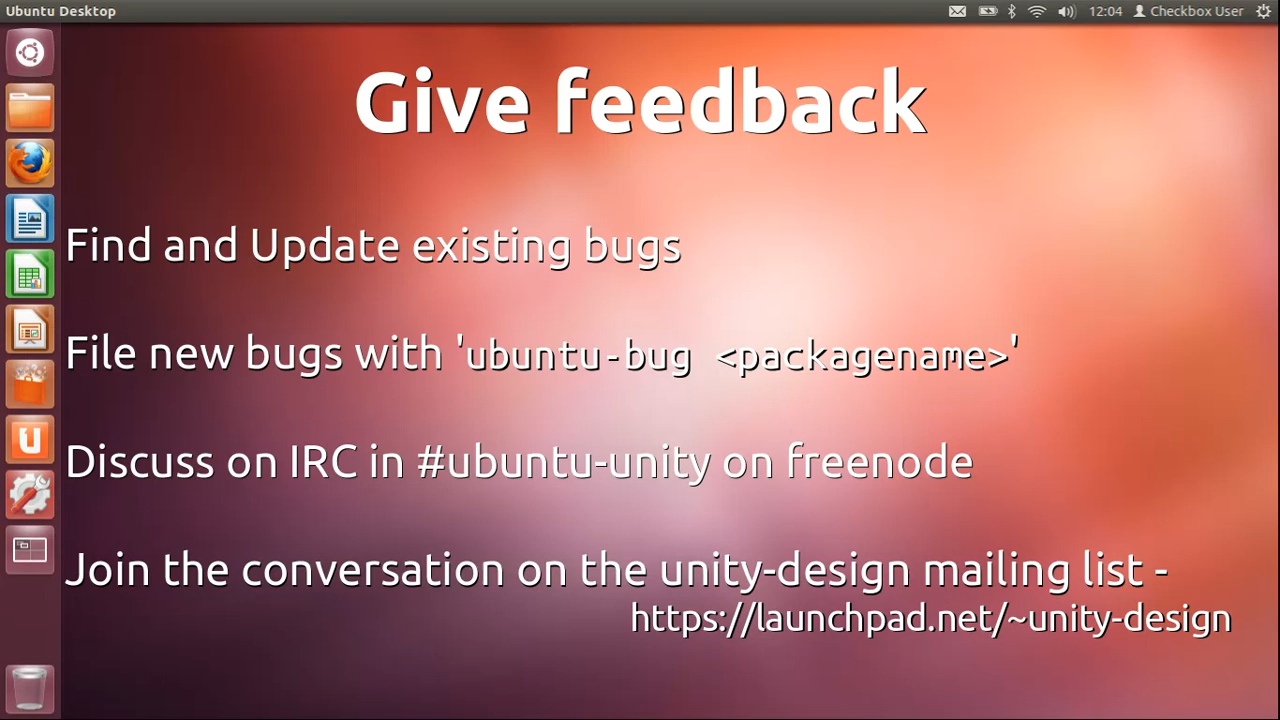 Ubuntu Desktop
12:04 Checkbox User
Give feedback
Find and Update existing bugs
File new bugs with 'ubuntu-bug <packagename>'
Discuss on IRC in #ubuntu-unity on freenode
Join the conversation on the unity-design mailing list -
https://launchpad.net/~unity-design